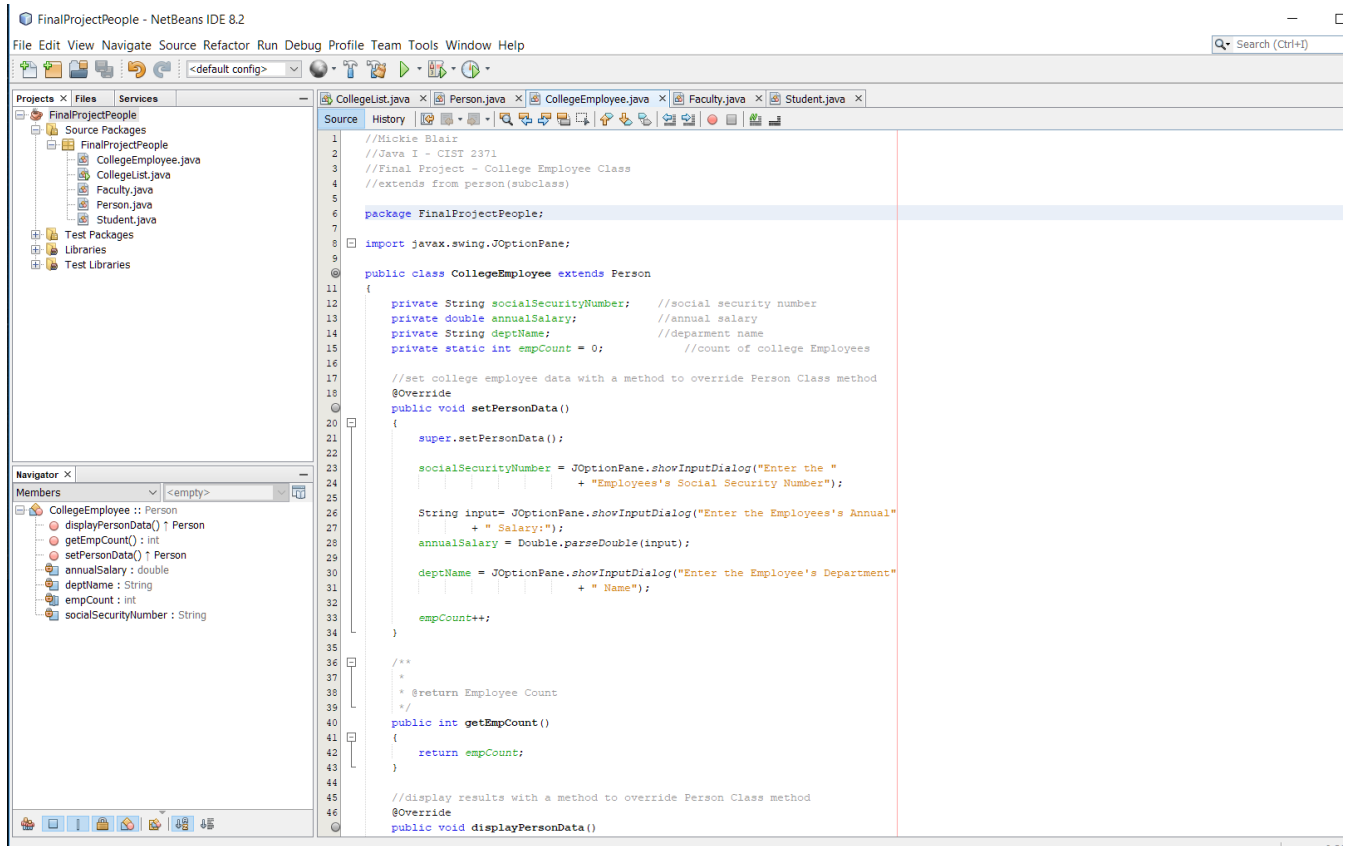 FinalProjectPeople - NetBeans IDE 8.2
File Edit View Navigate Source Refactor Run Debug Profile Team Tools Window Help
Search (Ctrl+I)
<default config>
Projects Files Services
FinalProjectPeople
Source Packages
FinalProjectPeople
CollegeEmployee.java
CollegeList.java
Faculty.java
Person.java
Student.java
Test Packages
Libraries
Test Libraries
Navigator
Members <empty>
CollegeEmployee :: Person
displayPersonData() ↑ Person
getEmpCount() : int
setPersonData() ↑ Person
annualSalary : double
deptName : String
empCount : int
socialSecurityNumber : String
CollegeList.java Person.java CollegeEmployee.java Faculty.java Student.java
Source History
1 //Mickie Blair
2 //Java I - CIST 2371
3 //Final Project - College Employee Class
4 //extends from person(subclass)
5
6 package FinalProjectPeople;
7
8 import javax.swing.JOptionPane;
9
public class CollegeEmployee extends Person
11 {
12 private String socialSecurityNumber; //social security number
13 private double annualSalary; //annual salary
14 private String deptName; //deparment name
15 private static int empCount = 0; //count of college Employees
16
17 //set college employee data with a method to override Person Class method
18 @Override
public void setPersonData()
20 {
21 super.setPersonData();
22
23 socialSecurityNumber = JOptionPane.showInputDialog("Enter the "
24 + "Employees's Social Security Number");
25
26 String input= JOptionPane.showInputDialog("Enter the Employees's Annual"
27 + " Salary:");
28 annualSalary = Double.parseDouble(input);
29
30 deptName = JOptionPane.showInputDialog("Enter the Employee's Department"
31 + " Name");
32
33 empCount++;
34 }
35
36 /**
37 *
38 * @return Employee Count
39 */
40 public int getEmpCount()
41 {
42 return empCount;
43 }
44
45 //display results with a method to override Person Class method
46 @Override
public void displayPersonData()